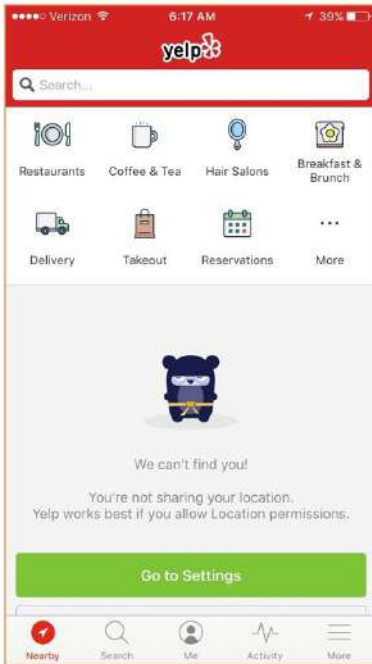 Verizon 6:17 AM 39%
yelp
Search...
Restaurants Coffee & Tea Hair Salons Breakfast &
Brunch
Delivery Takeout Reservations More
We can't find you!
You're not sharing your location.
Yelp works best if you allow Location permissions.
Go to Settings
Nearby Search Me Activity More